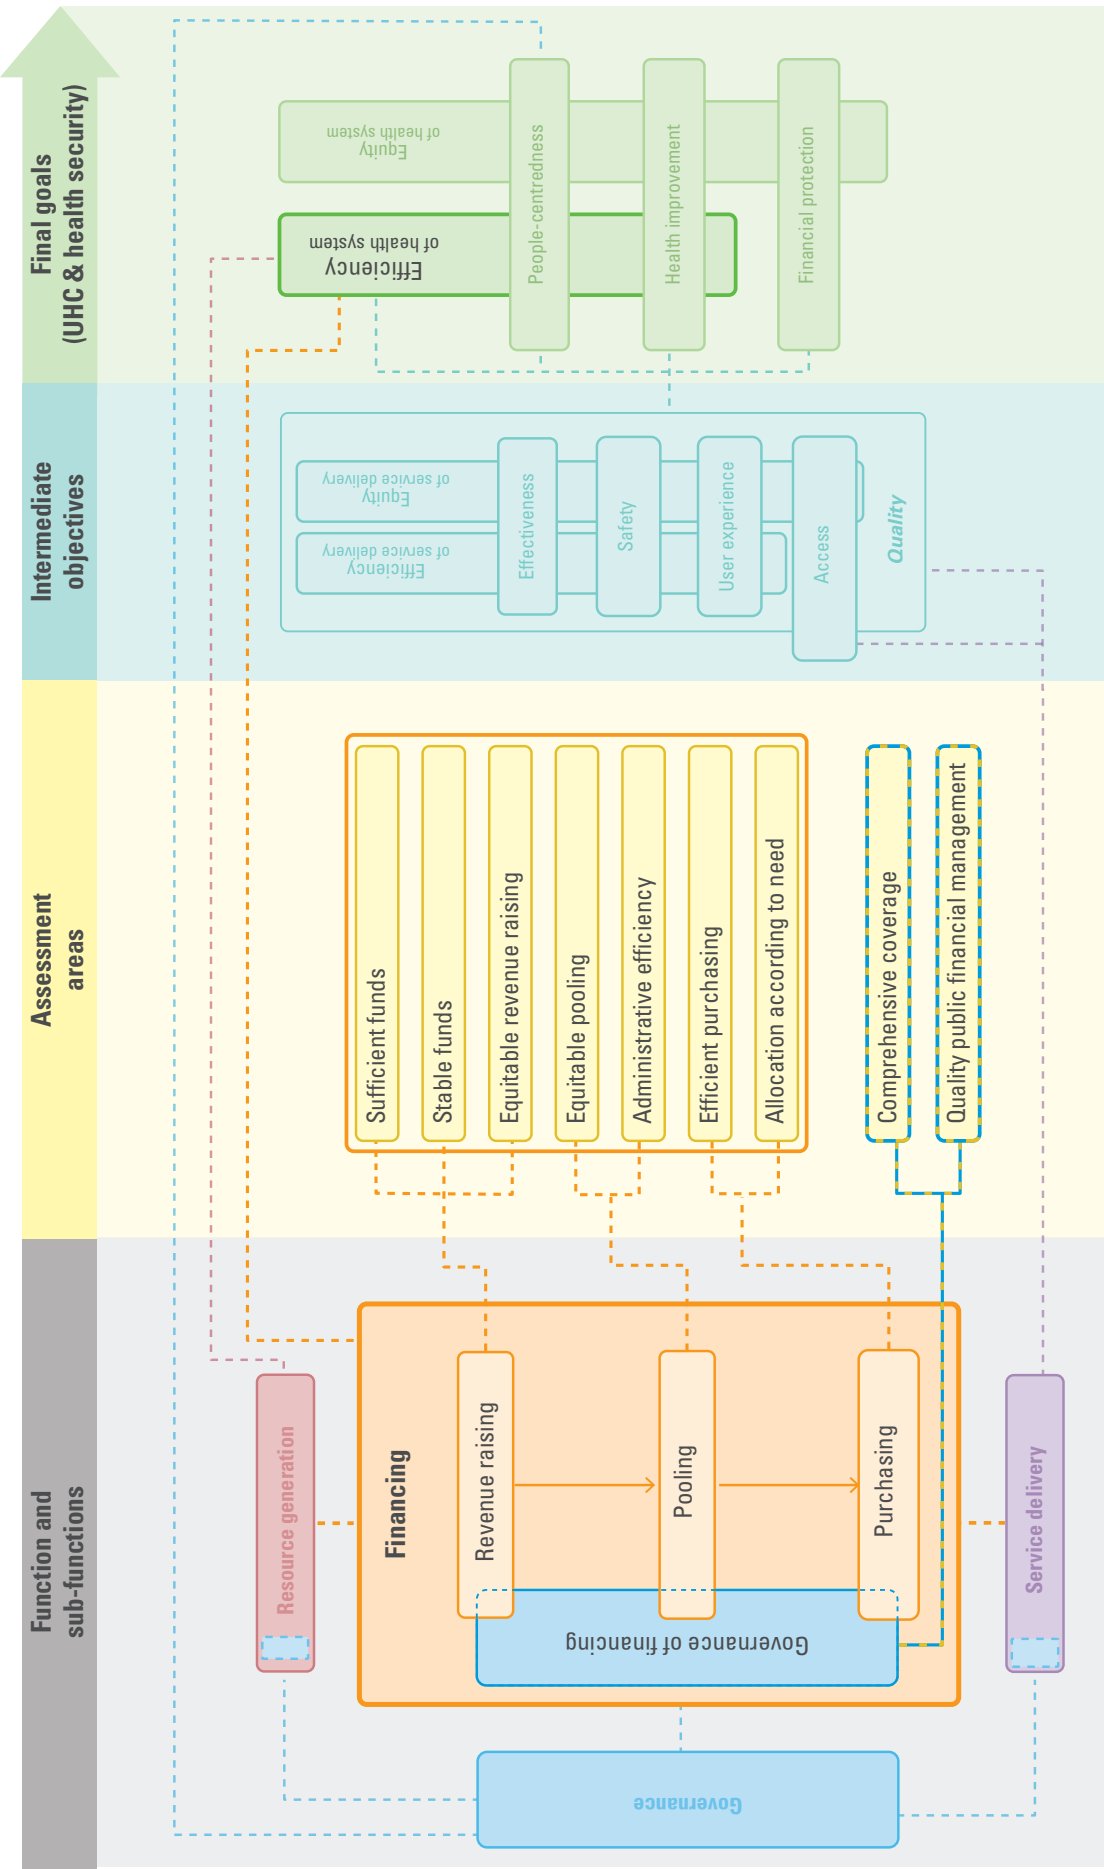 Function and
sub-functions
Assessment
areas
Intermediate
objectives
Final goals
(UHC & health security)
Governance
Resource generation
Financing
Governance of financing
Revenue raising
Pooling
Purchasing
Service delivery
Sufficient funds
Stable funds
Equitable revenue raising
Equitable pooling
Administrative efficiency
Efficient purchasing
Allocation according to need
Comprehensive coverage
Quality public financial management
Efficiency
of service delivery
Equity
of service delivery
Effectiveness
Safety
User experience
Access
Quality
Efficiency
of health system
Equity
of health system
People-centredness
Health improvement
Financial protection